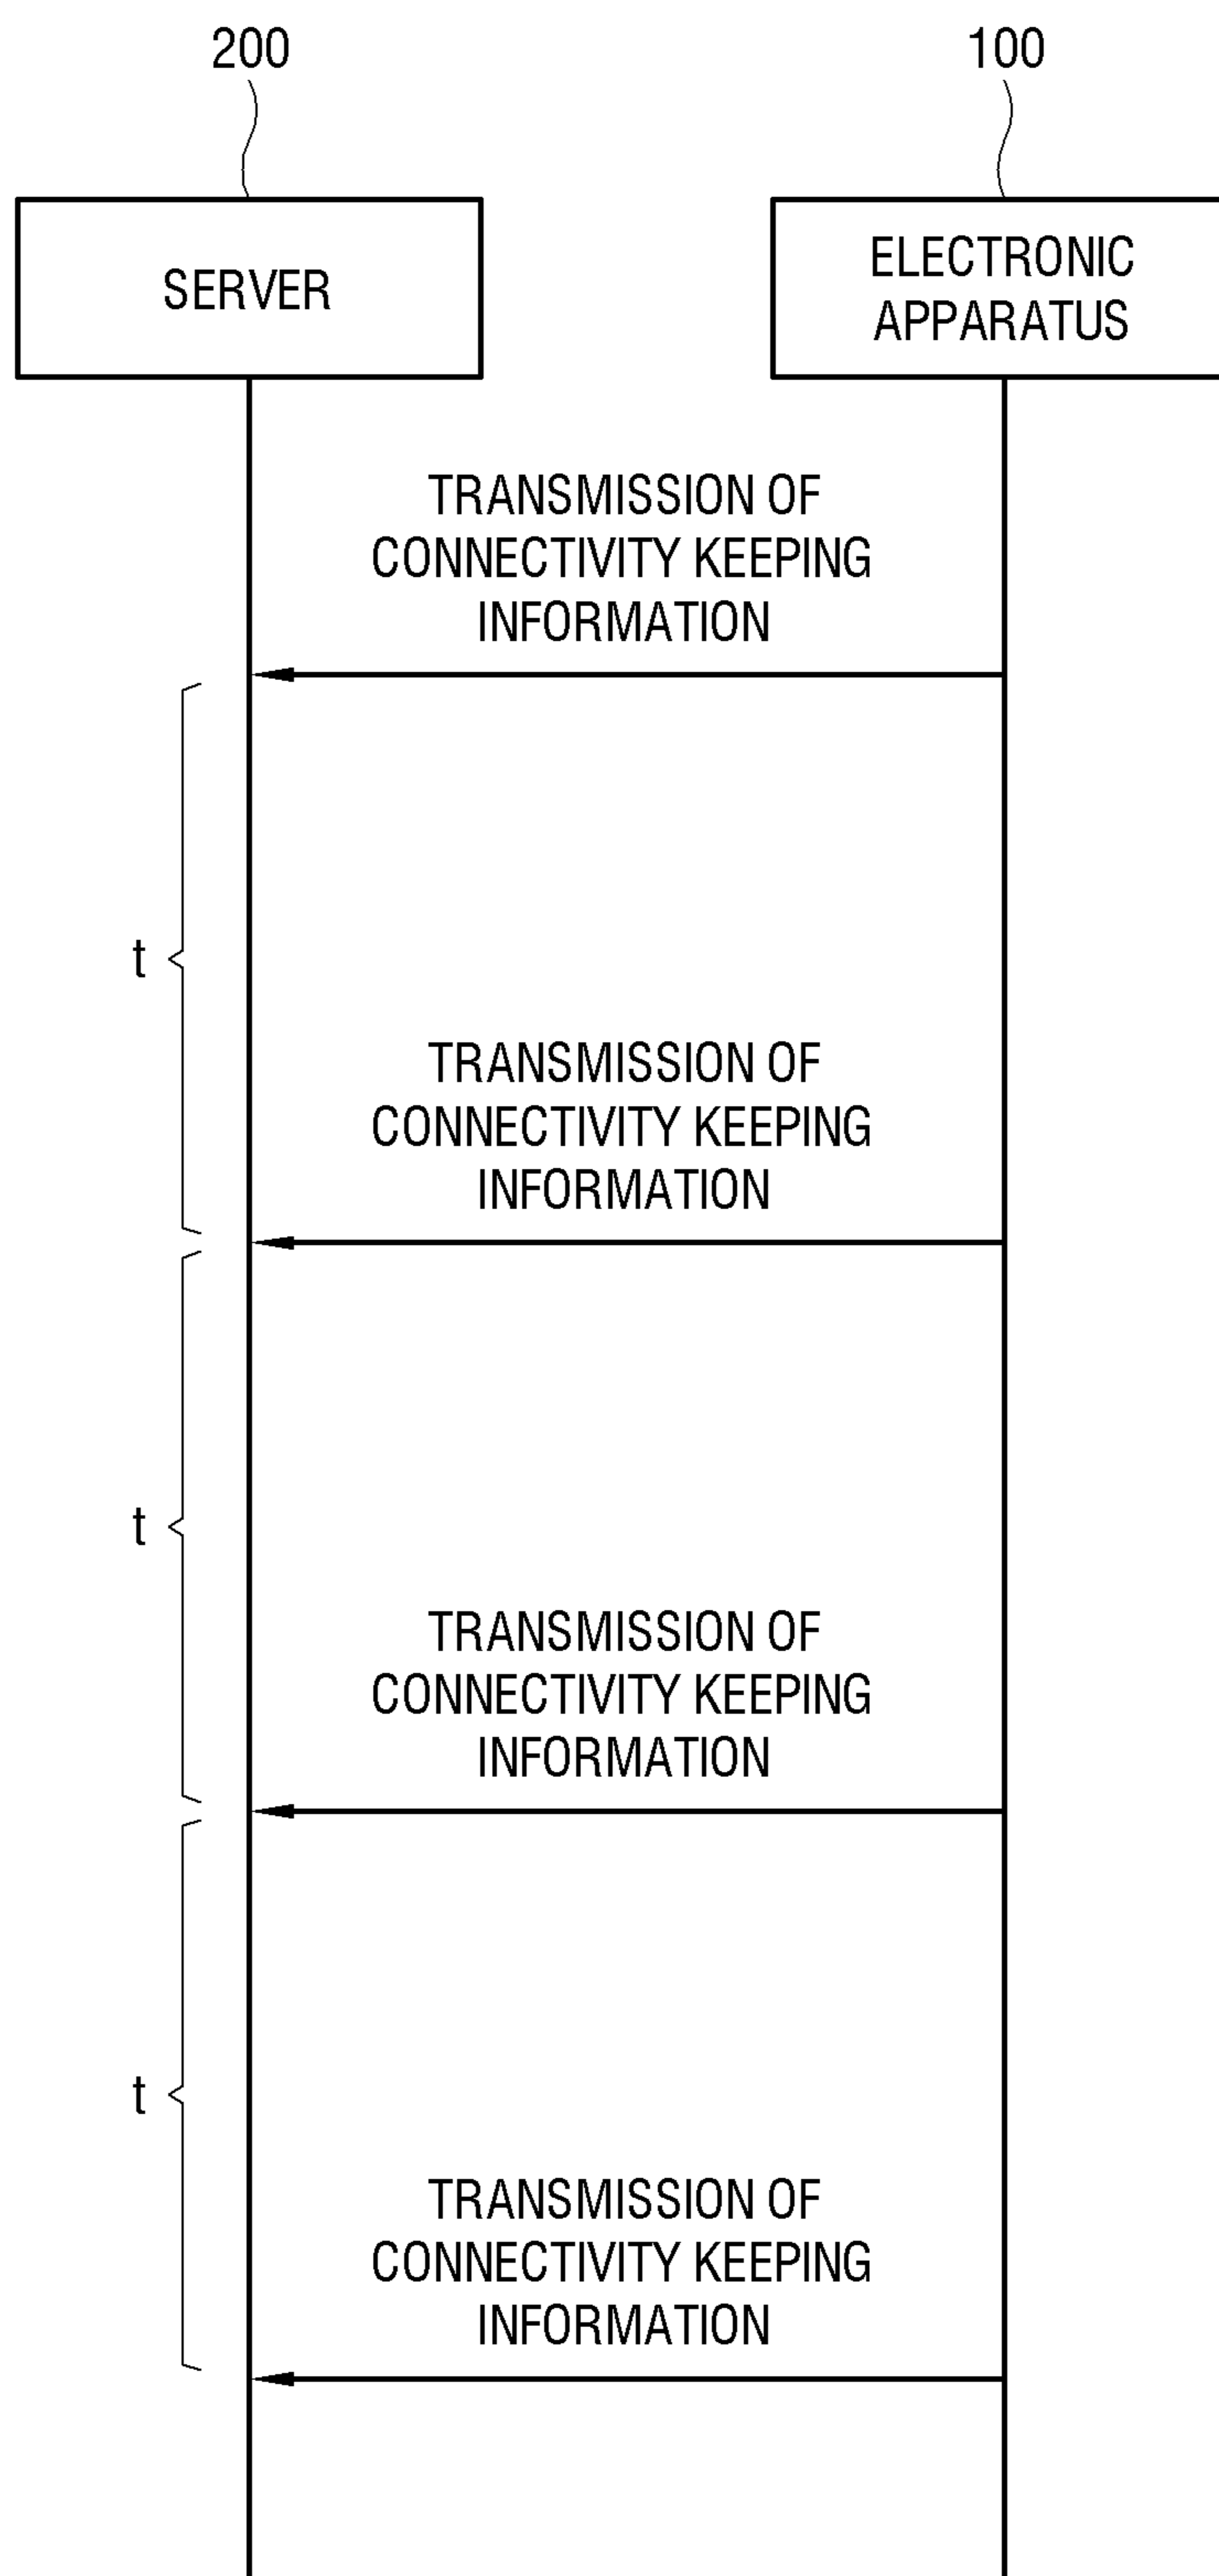 200
100
SERVER
ELECTRONIC
APPARATUS
TRANSMISSION OF
CONNECTIVITY KEEPING
INFORMATION
t
TRANSMISSION OF
CONNECTIVITY KEEPING
INFORMATION
t
TRANSMISSION OF
CONNECTIVITY KEEPING
INFORMATION
t
TRANSMISSION OF
CONNECTIVITY KEEPING
INFORMATION